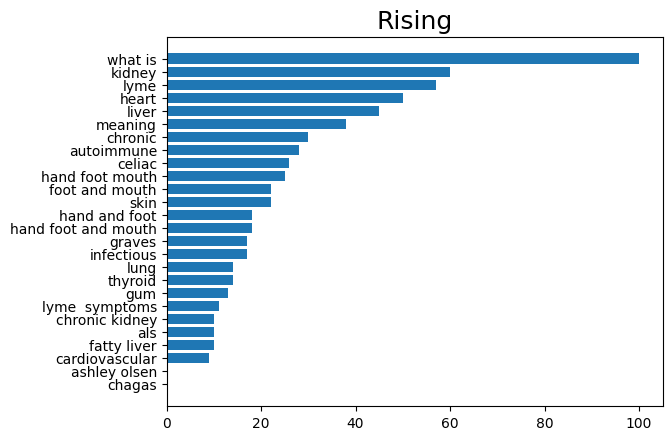 Rising
what is
kidney
lyme
heart
liver
meaning
chronic
autoimmune
celiac
hand foot mouth
foot and mouth
skin
hand and foot
hand foot and mouth
graves
infectious
lung
thyroid
gum
lyme  symptoms
chronic kidney
als
fatty liver
cardiovascular
ashley olsen
chagas
0 20 40 60 80 100